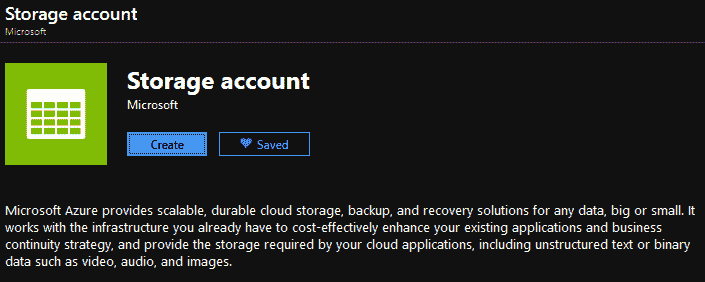 Storage account
Microsoft
Storage account
Microsoft
Create
Saved
Microsoft Azure provides scalable, durable cloud storage, backup, and recovery solutions for any data, big or small. It
works with the infrastructure you already have to cost-effectively enhance your existing applications and business
continuity strategy, and provide the storage required by your cloud applications, including unstructured text or binary
data such as video, audio, and images.